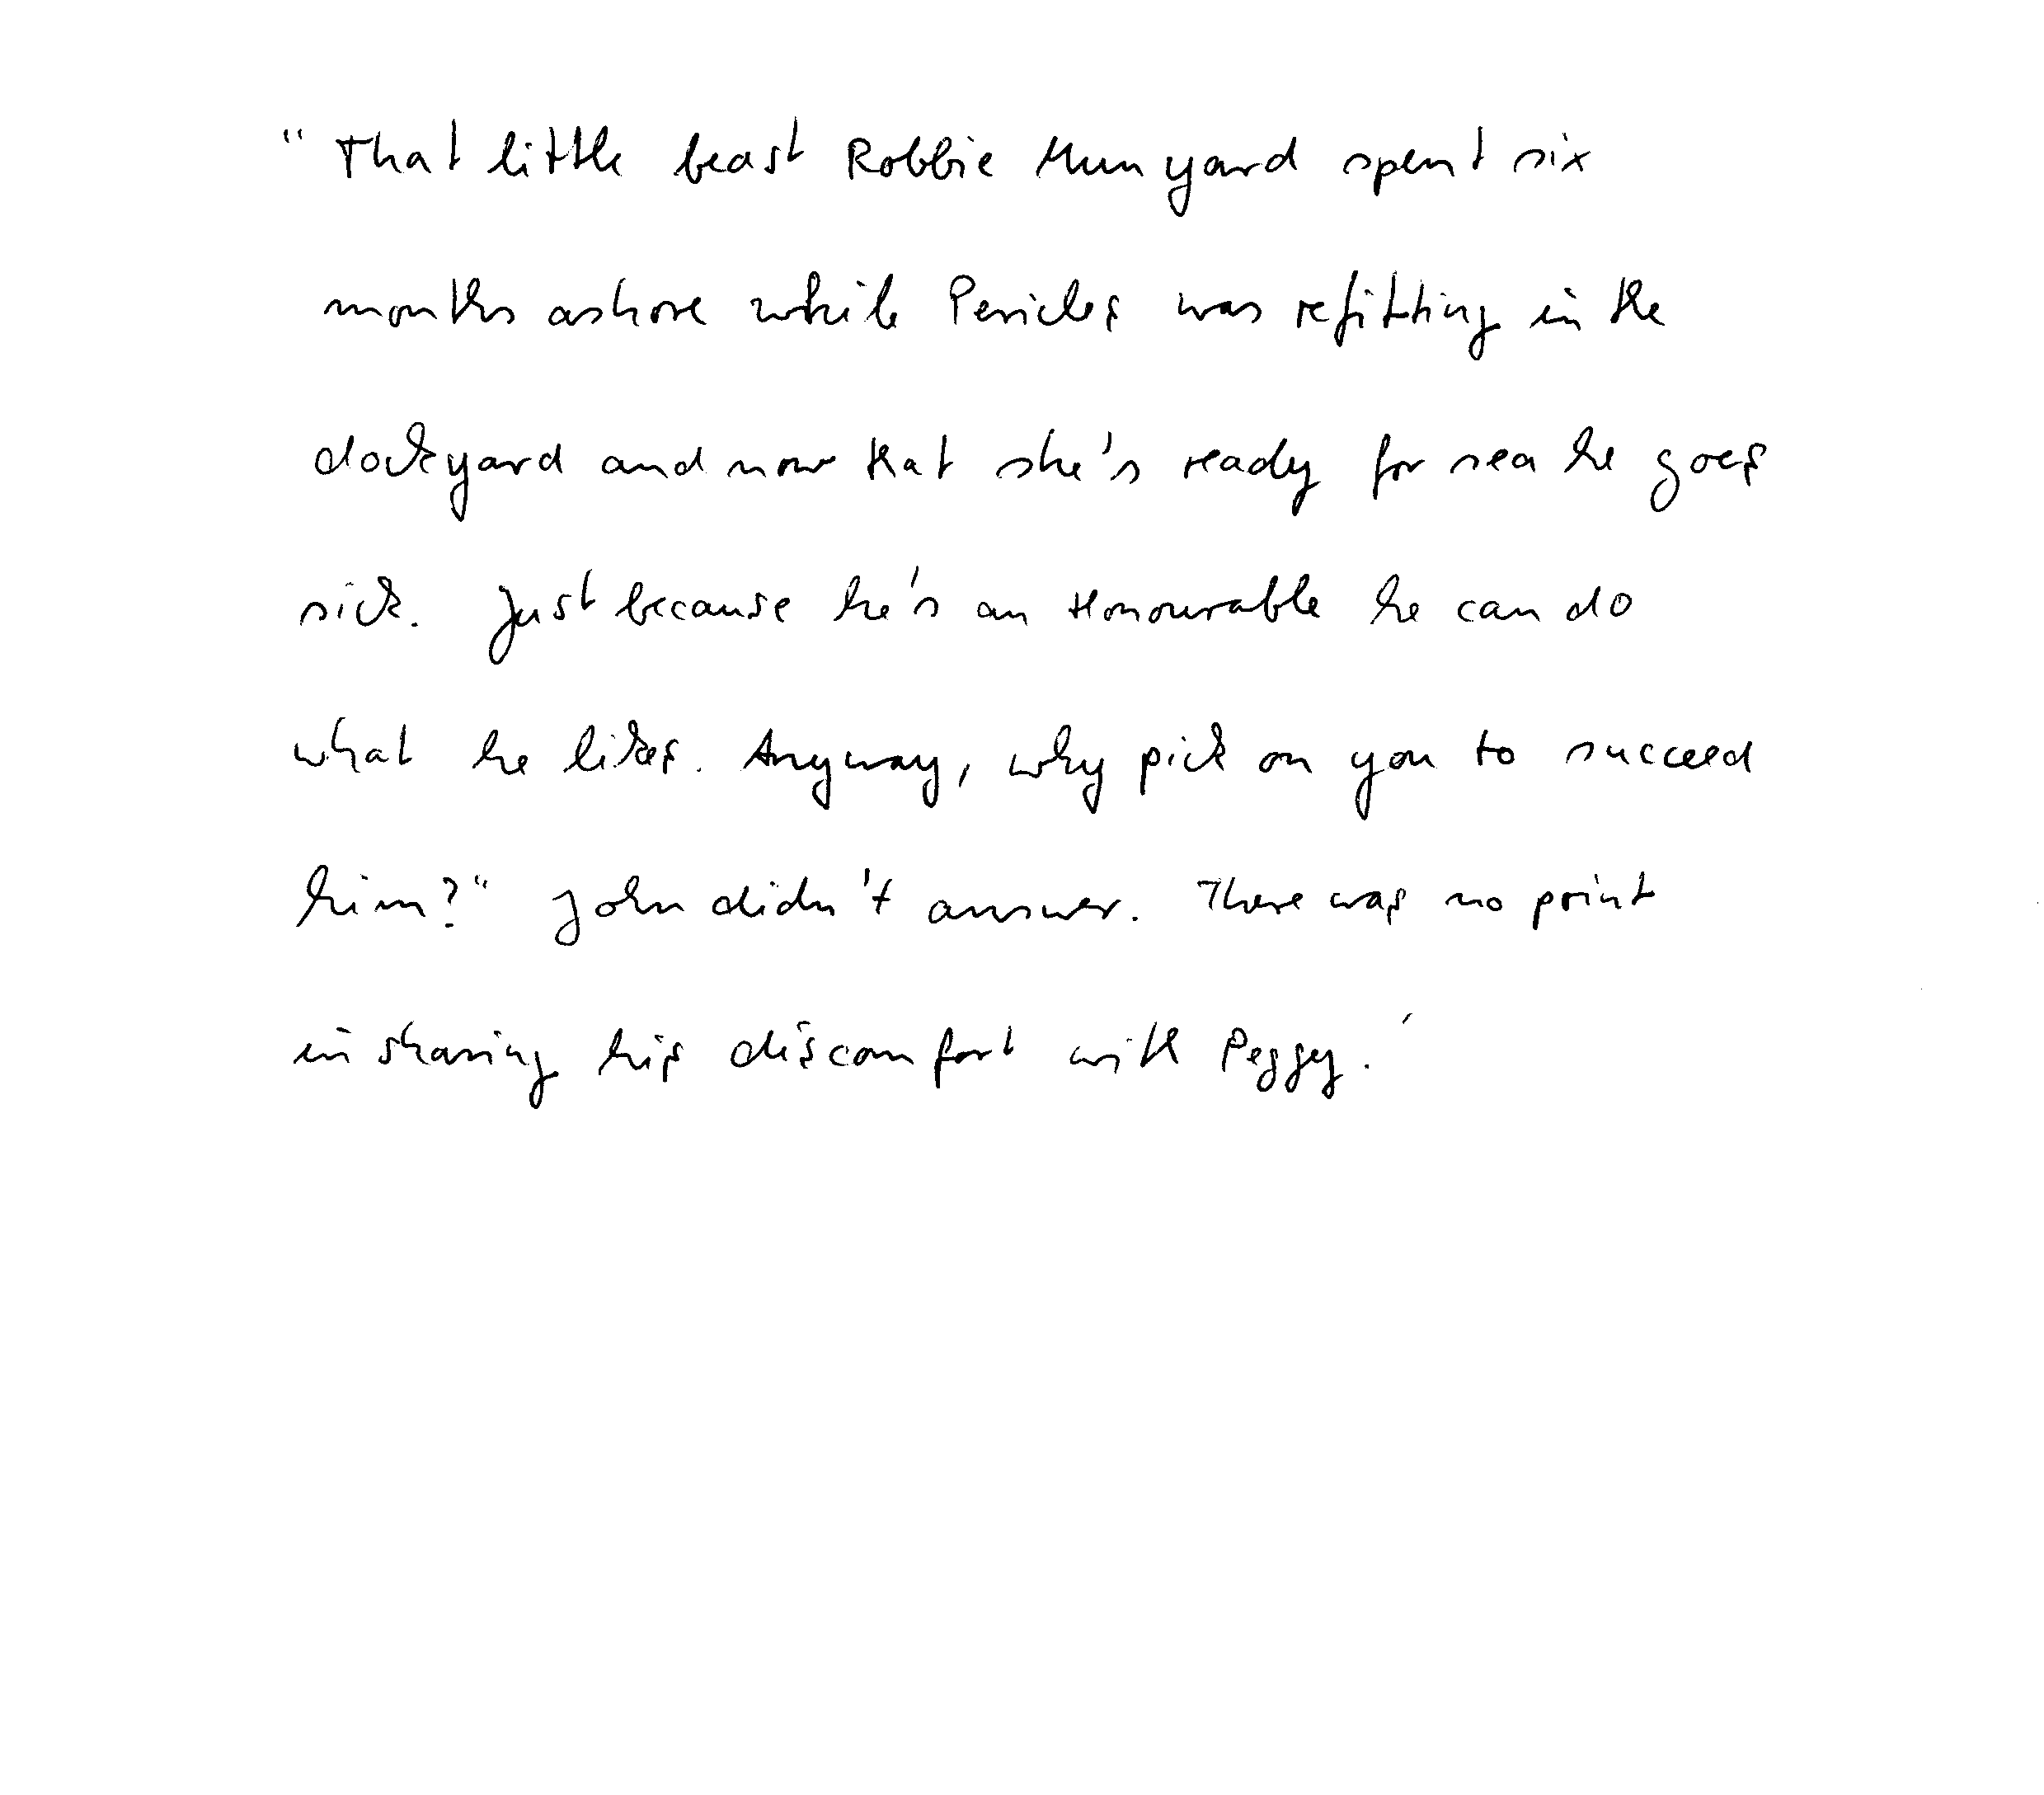 "That little beast Robbie Munyard spent six
months ashore while Pericles was refitting in the
dockyard and now that she's ready for sea he goes
sick. Just because he's an Honourable he can do
what he likes. Anyway, why pick on you to succeed
him?" John didn't answer. There was no point
in sharing his discomfort with Peggy.'